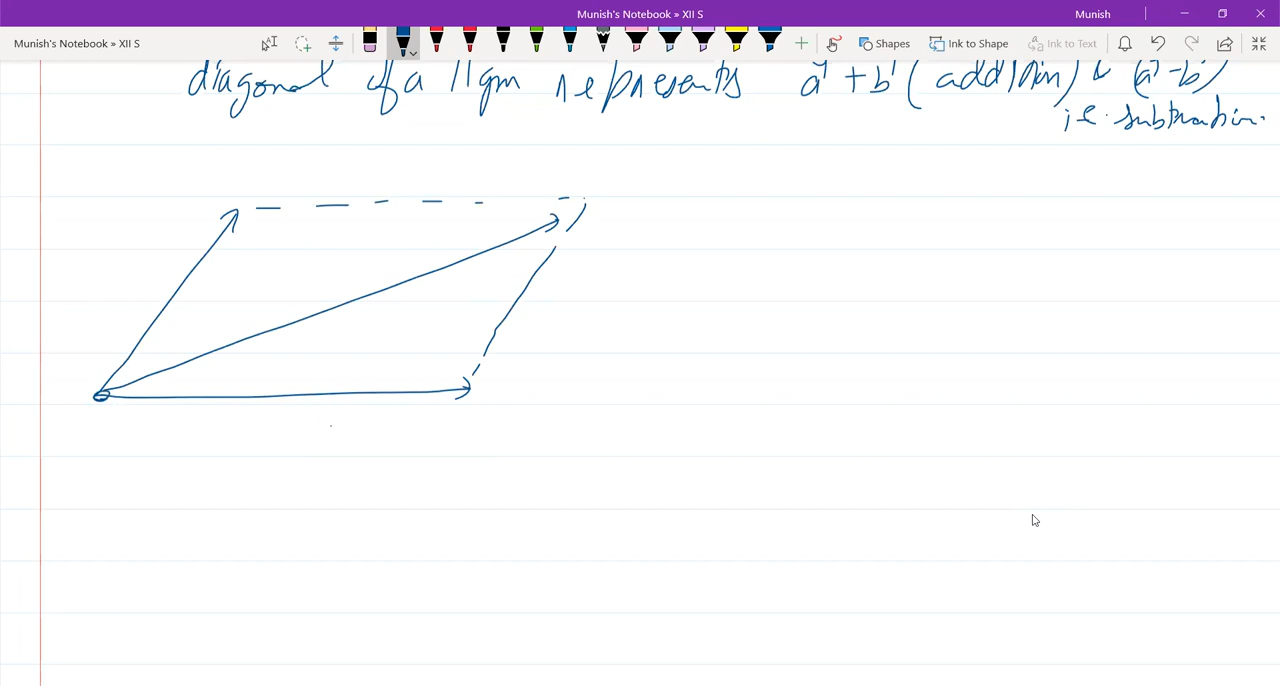 Munish's Notebook » XII S
Munish
Munish's Notebook » XII S
Shapes
Ink to Shape
Ink to Text
diagonal of a ||gm represents a⃗ + b⃗ (addition) & (a⃗ - b⃗)
i.e. subtraction.